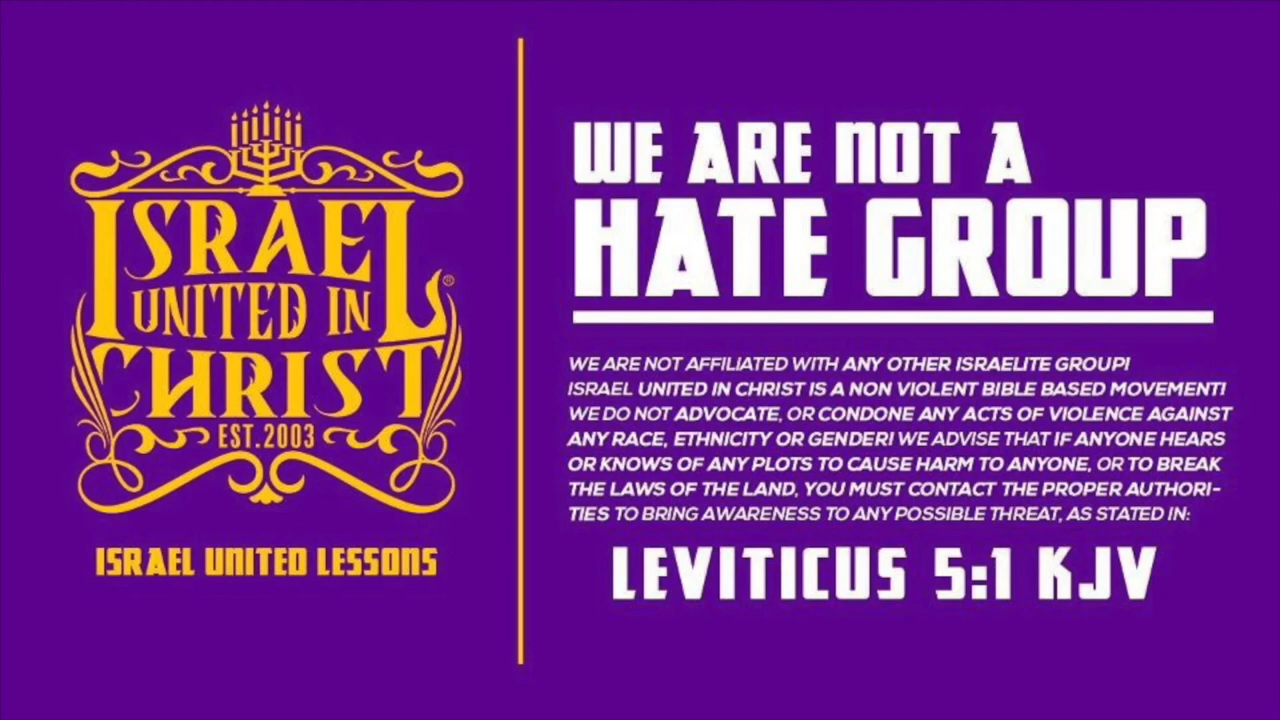 ISRAEL
UNITED IN
CHRIST
EST.2003
®
ISRAEL UNITED LESSONS
WE ARE NOT A
HATE GROUP
WE ARE NOT AFFILIATED WITH ANY OTHER ISRAELITE GROUP!
ISRAEL UNITED IN CHRIST IS A NON VIOLENT BIBLE BASED MOVEMENT!
WE DO NOT ADVOCATE, OR CONDONE ANY ACTS OF VIOLENCE AGAINST
ANY RACE, ETHNICITY OR GENDER! WE ADVISE THAT IF ANYONE HEARS
OR KNOWS OF ANY PLOTS TO CAUSE HARM TO ANYONE, OR TO BREAK
THE LAWS OF THE LAND, YOU MUST CONTACT THE PROPER AUTHORI-
TIES TO BRING AWARENESS TO ANY POSSIBLE THREAT, AS STATED IN:
LEVITICUS 5:1 KJV